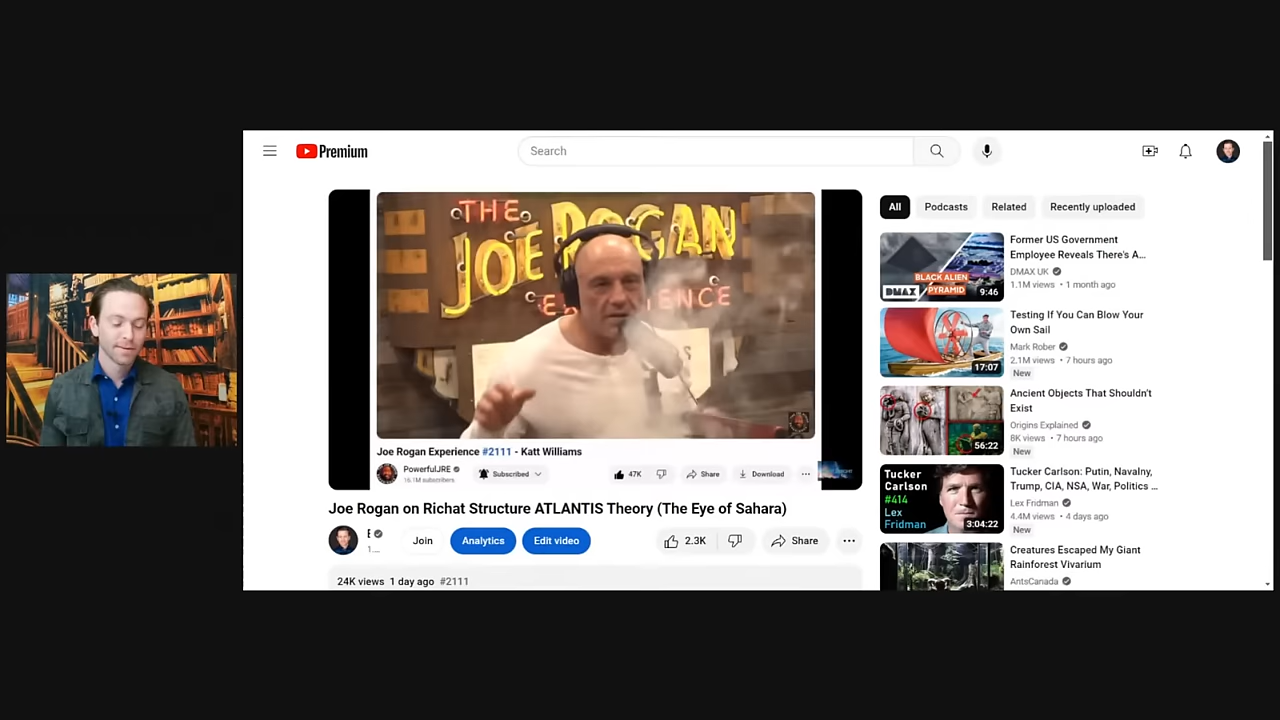 Premium
Search
THE
JOE ROGAN
Joe Rogan Experience #2111 - Katt Williams
PowerfulJRE
16.1M subscribers
Subscribed
47K
Share
Download
Joe Rogan on Richat Structure ATLANTIS Theory (The Eye of Sahara)
Join
Analytics
Edit video
2.3K
Share
24K views 1 day ago #2111
All
Podcasts
Related
Recently uploaded
BLACK ALIEN
PYRAMID
DMAX
9:46
Former US Government
Employee Reveals There's A...
DMAX UK
1.1M views • 1 month ago
17:07
Testing If You Can Blow Your
Own Sail
Mark Rober
2.1M views • 7 hours ago
New
56:22
Ancient Objects That Shouldn't
Exist
Origins Explained
8K views • 7 hours ago
New
Tucker
Carlson
#414
Lex
Fridman
3:04:22
Tucker Carlson: Putin, Navalny,
Trump, CIA, NSA, War, Politics ...
Lex Fridman
4.4M views • 4 days ago
New
Creatures Escaped My Giant
Rainforest Vivarium
AntsCanada